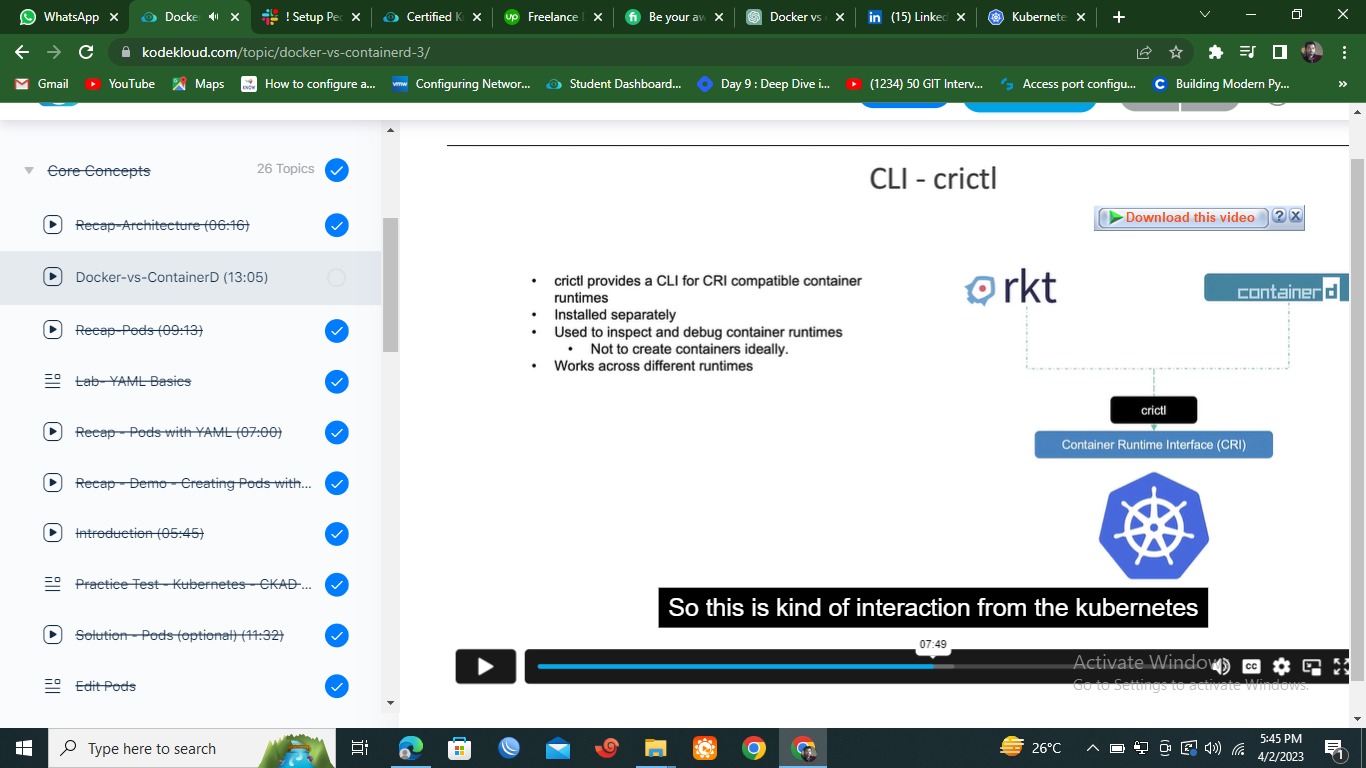 WhatsApp
Docke
! Setup Pe
Certified K
Freelance
Be your aw
Docker vs
(15) Linked
Kubernete
kodekloud.com/topic/docker-vs-containerd-3/
Gmail
YouTube
Maps
How to configure a...
Configuring Networ...
Student Dashboard...
Day 9 : Deep Dive i...
(1234) 50 GIT Interv...
Access port configu...
Building Modern Py...
»
Core Concepts
26 Topics
Recap-Architecture (06:16)
Docker-vs-ContainerD (13:05)
Recap-Pods (09:13)
Lab- YAML Basics
Recap - Pods with YAML (07:00)
Recap - Demo - Creating Pods with...
Introduction (05:45)
Practice Test - Kubernetes - CKAD ...
Solution - Pods (optional) (11:32)
Edit Pods
CLI - crictl
Download this video
• crictl provides a CLI for CRI compatible container
runtimes
• Installed separately
• Used to inspect and debug container runtimes
• Not to create containers ideally.
• Works across different runtimes
rkt
containerd
crictl
Container Runtime Interface (CRI)
So this is kind of interaction from the kubernetes
07:49
CC
Activate Windows
Go to Settings to activate Windows.
Type here to search
26°C
5:45 PM
4/2/2023
1